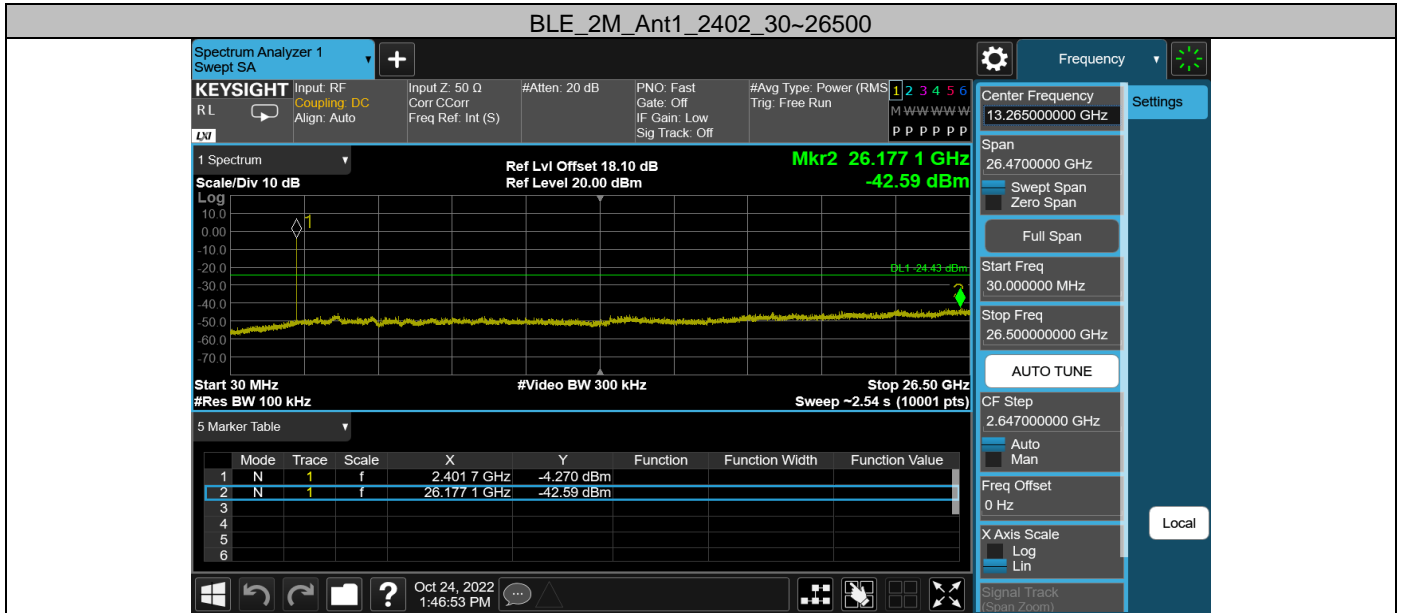 BLE_2M_Ant1_2402_30~26500
Spectrum Analyzer 1
Swept SA
Frequency
KEYSIGHT
RL
LXI
Input: RF
Coupling: DC
Align: Auto
Input Z: 50 Ω
Corr CCorr
Freq Ref: Int (S)
#Atten: 20 dB
PNO: Fast
Gate: Off
IF Gain: Low
Sig Track: Off
#Avg Type: Power (RMS
Trig: Free Run
1 2 3 4 5 6
M W W W W W
P P P P P P
1 Spectrum
Scale/Div 10 dB
Ref Lvl Offset 18.10 dB
Ref Level 20.00 dBm
Mkr2 26.177 1 GHz
-42.59 dBm
Log
10.0
0.00
-10.0
-20.0
-30.0
-40.0
-50.0
-60.0
-70.0
1
DL1 -24.43 dBm
2
Start 30 MHz
#Video BW 300 kHz
Stop 26.50 GHz
#Res BW 100 kHz
Sweep ~2.54 s (10001 pts)
5 Marker Table
Mode Trace Scale X Y Function Function Width Function Value
1 N 1 f 2.401 7 GHz -4.270 dBm
2 N 1 f 26.177 1 GHz -42.59 dBm
3
4
5
6
Oct 24, 2022
1:46:53 PM
Center Frequency
13.265000000 GHz
Settings
Span
26.4700000 GHz
Swept Span
Zero Span
Full Span
Start Freq
30.000000 MHz
Stop Freq
26.500000000 GHz
AUTO TUNE
CF Step
2.647000000 GHz
Auto
Man
Freq Offset
0 Hz
Local
X Axis Scale
Log
Lin
Signal Track
(Span Zoom)